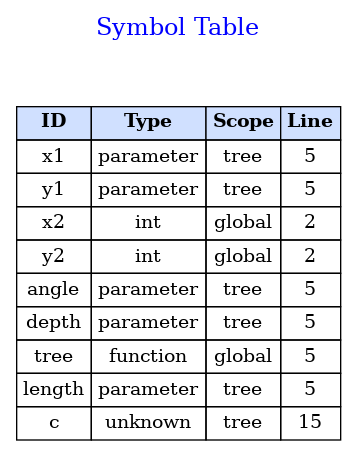 Symbol Table
ID Type Scope Line
x1 parameter tree 5
y1 parameter tree 5
x2 int global 2
y2 int global 2
angle parameter tree 5
depth parameter tree 5
tree function global 5
length parameter tree 5
c unknown tree 15